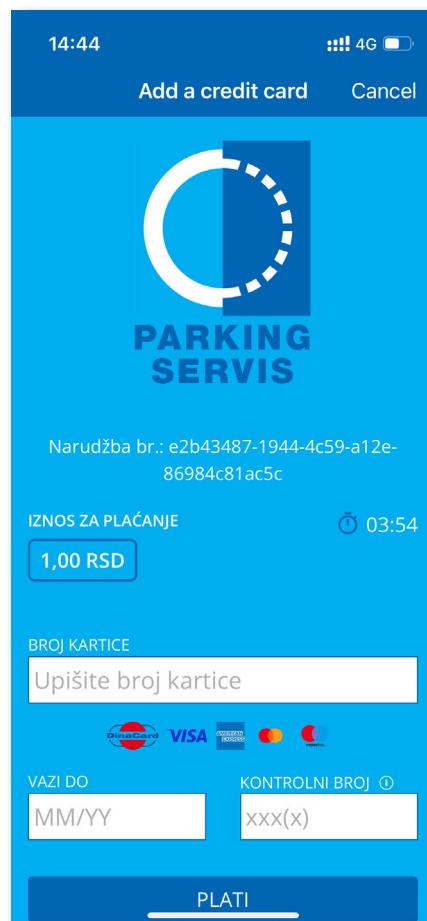 14:44
4G
Add a credit card
Cancel
PARKING
SERVIS
Narudžba br.: e2b43487-1944-4c59-a12e-
86984c81ac5c
IZNOS ZA PLAĆANJE
03:54
1,00 RSD
BROJ KARTICE
Upišite broj kartice
DinaCard VISA AMERICAN EXPRESS
VAZI DO
KONTROLNI BROJ
MM/YY
xxx(x)
PLATI